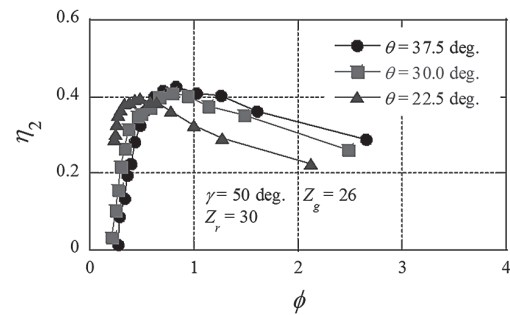 0.6
θ = 37.5 deg.
θ = 30.0 deg.
0.4
θ = 22.5 deg.
η2
0.2
γ = 50 deg. Zg = 26
Zr = 30
0
0 1 2 3 4
ϕ